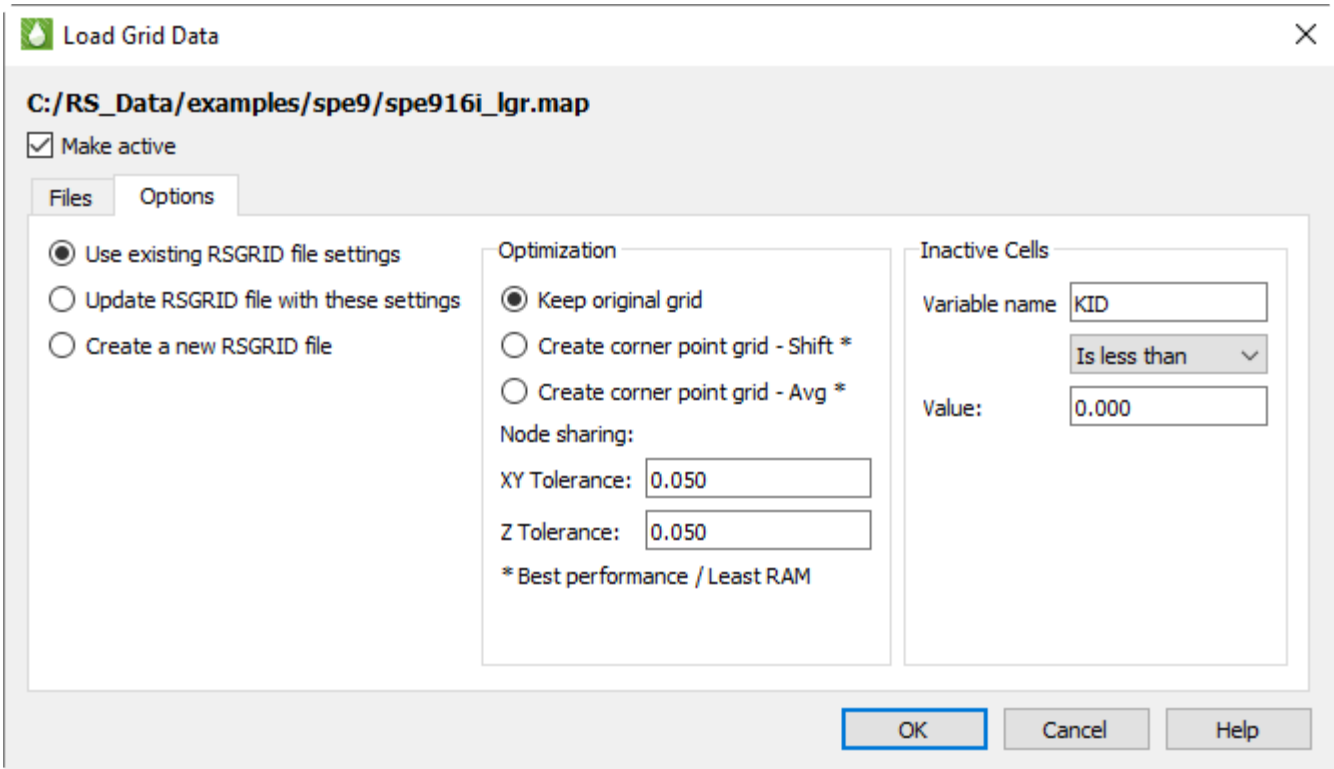 Load Grid Data
C:/RS_Data/examples/spe9/spe916i_lgr.map
Make active
Files
Options
Use existing RSGRID file settings
Update RSGRID file with these settings
Create a new RSGRID file
Optimization
Keep original grid
Create corner point grid - Shift *
Create corner point grid - Avg *
Node sharing:
XY Tolerance: 0.050
Z Tolerance: 0.050
* Best performance / Least RAM
Inactive Cells
Variable name KID
Is less than
Value: 0.000
OK
Cancel
Help